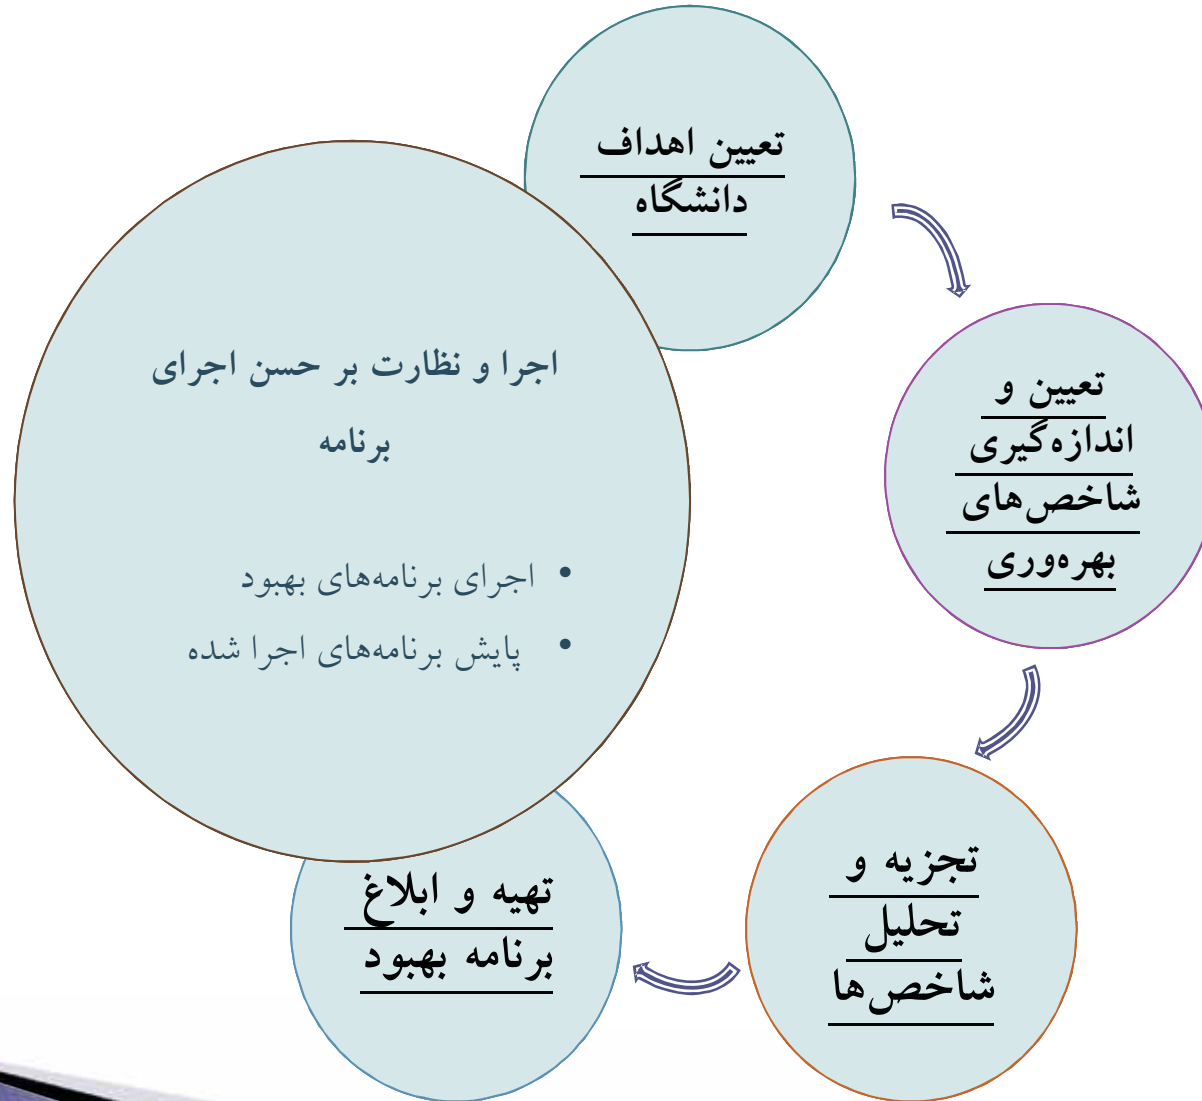 تعیین اهداف
دانشگاه
تعیین و
اندازه‌گیری
شاخص‌های
بهره‌وری
تجزیه و
تحلیل
شاخص‌ها
تهیه و ابلاغ
برنامه بهبود
اجرا و نظارت بر حسن اجرای
برنامه
• اجرای برنامه‌های بهبود
• پایش برنامه‌های اجرا شده